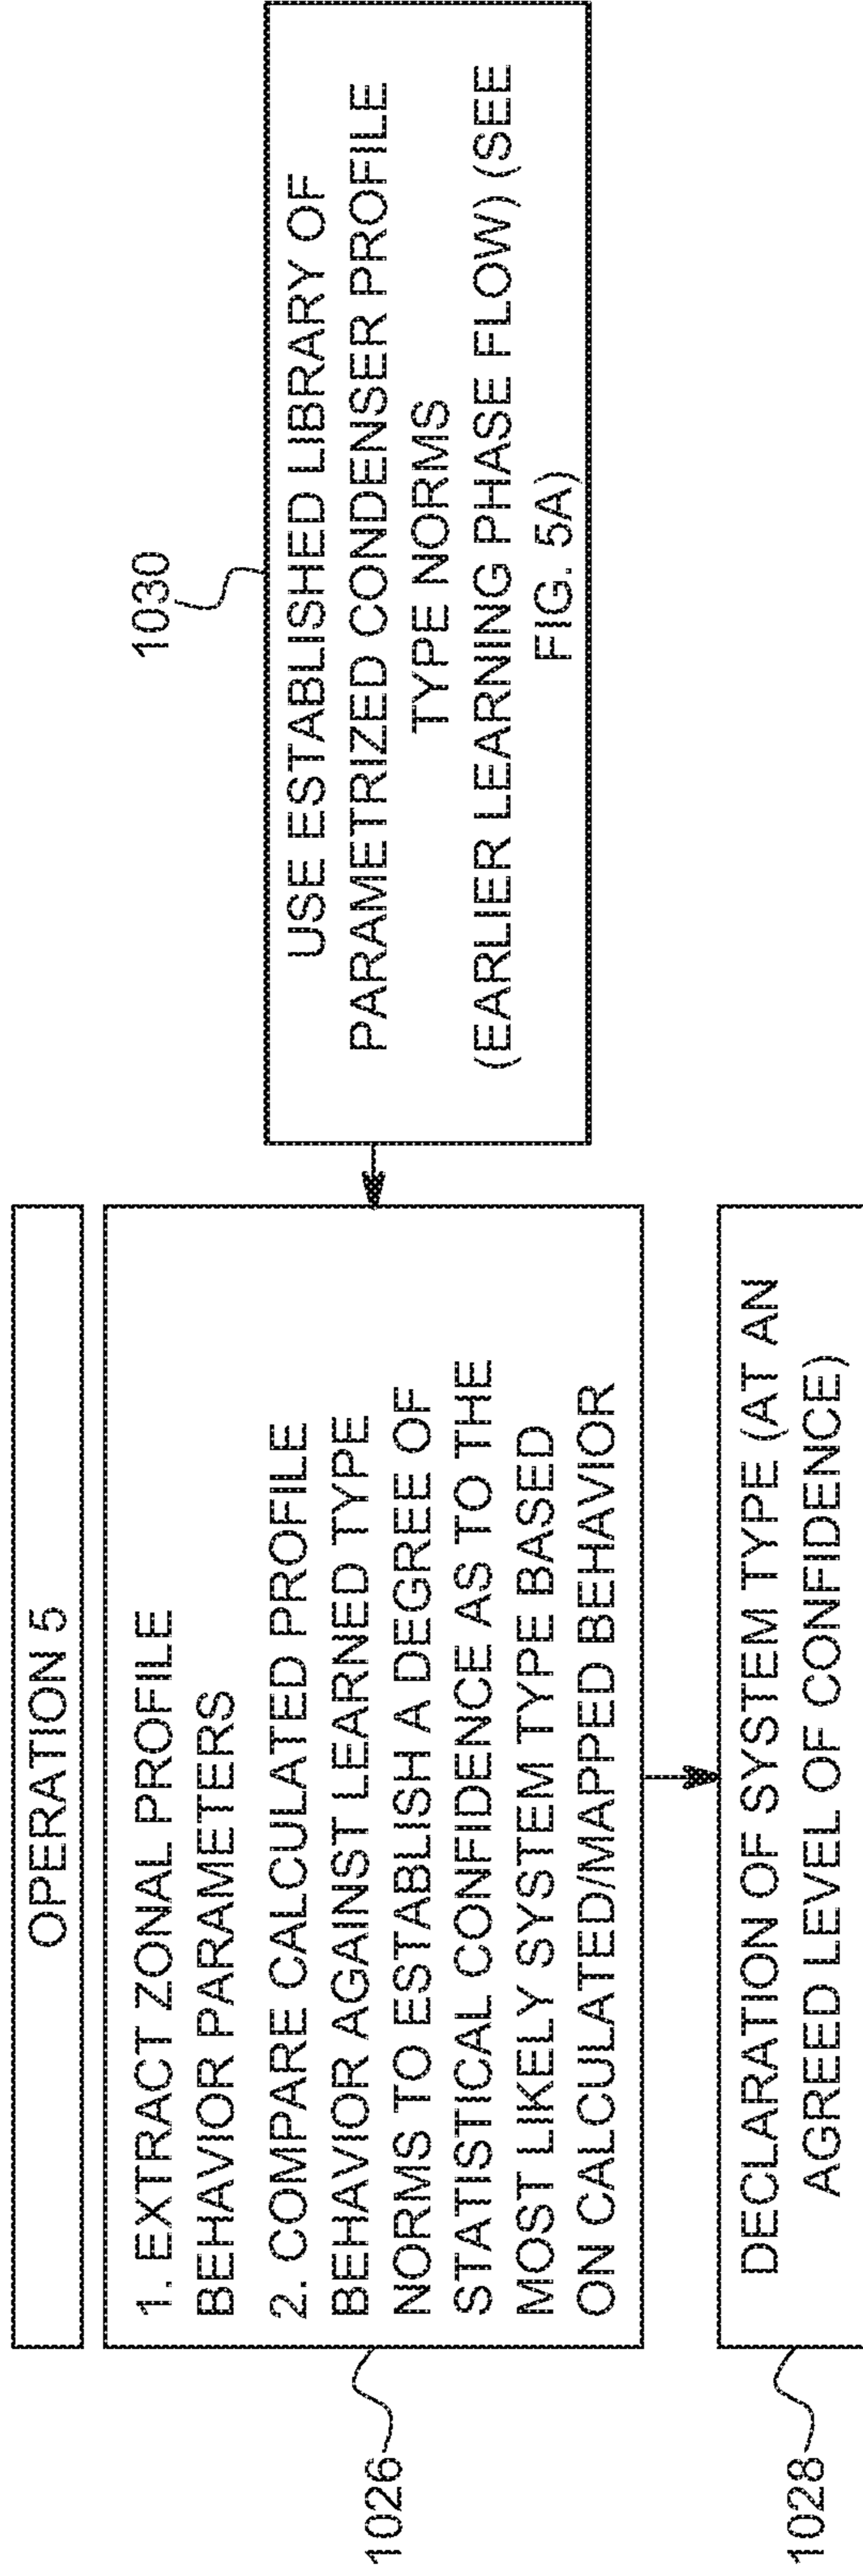 OPERATION 5
1026
1. EXTRACT ZONAL PROFILE
BEHAVIOR PARAMETERS
2. COMPARE CALCULATED PROFILE
BEHAVIOR AGAINST LEARNED TYPE
NORMS TO ESTABLISH A DEGREE OF
STATISTICAL CONFIDENCE AS TO THE
MOST LIKELY SYSTEM TYPE BASED
ON CALCULATED/MAPPED BEHAVIOR
1030
USE ESTABLISHED LIBRARY OF
PARAMETRIZED CONDENSER PROFILE
TYPE NORMS
(EARLIER LEARNING PHASE FLOW) (SEE
FIG. 5A)
1028
DECLARATION OF SYSTEM TYPE (AT AN
AGREED LEVEL OF CONFIDENCE)